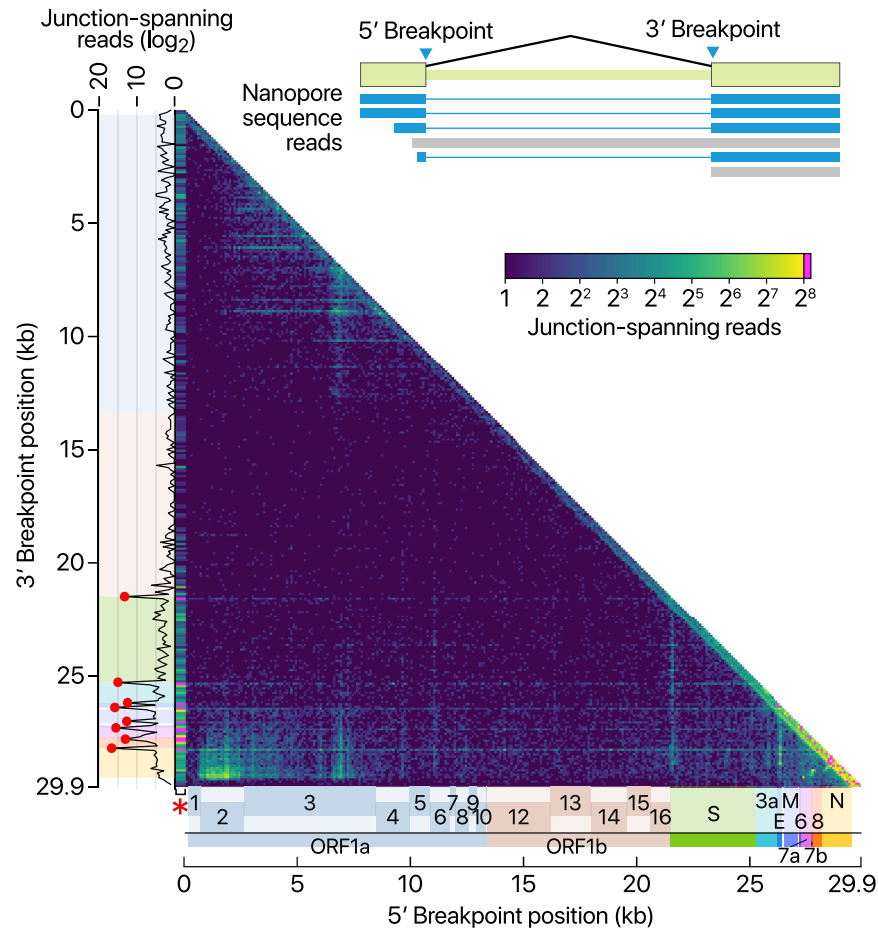 Junction-spanning
reads (log2)
20
10
0
5′ Breakpoint
3′ Breakpoint
Nanopore
sequence reads
1 2² 2³ 2⁴ 2⁵ 2⁶ 2⁷ 2⁸
Junction-spanning reads
3′ Breakpoint position (kb)
0
5
10
15
20
25
29.9
*
1 3 5 7 9 13 15 3a M N
2 4 6 8 10 12 14 16 S E 6 8
ORF1a ORF1b 7a 7b
0 5 10 15 20 25 29.9
5′ Breakpoint position (kb)